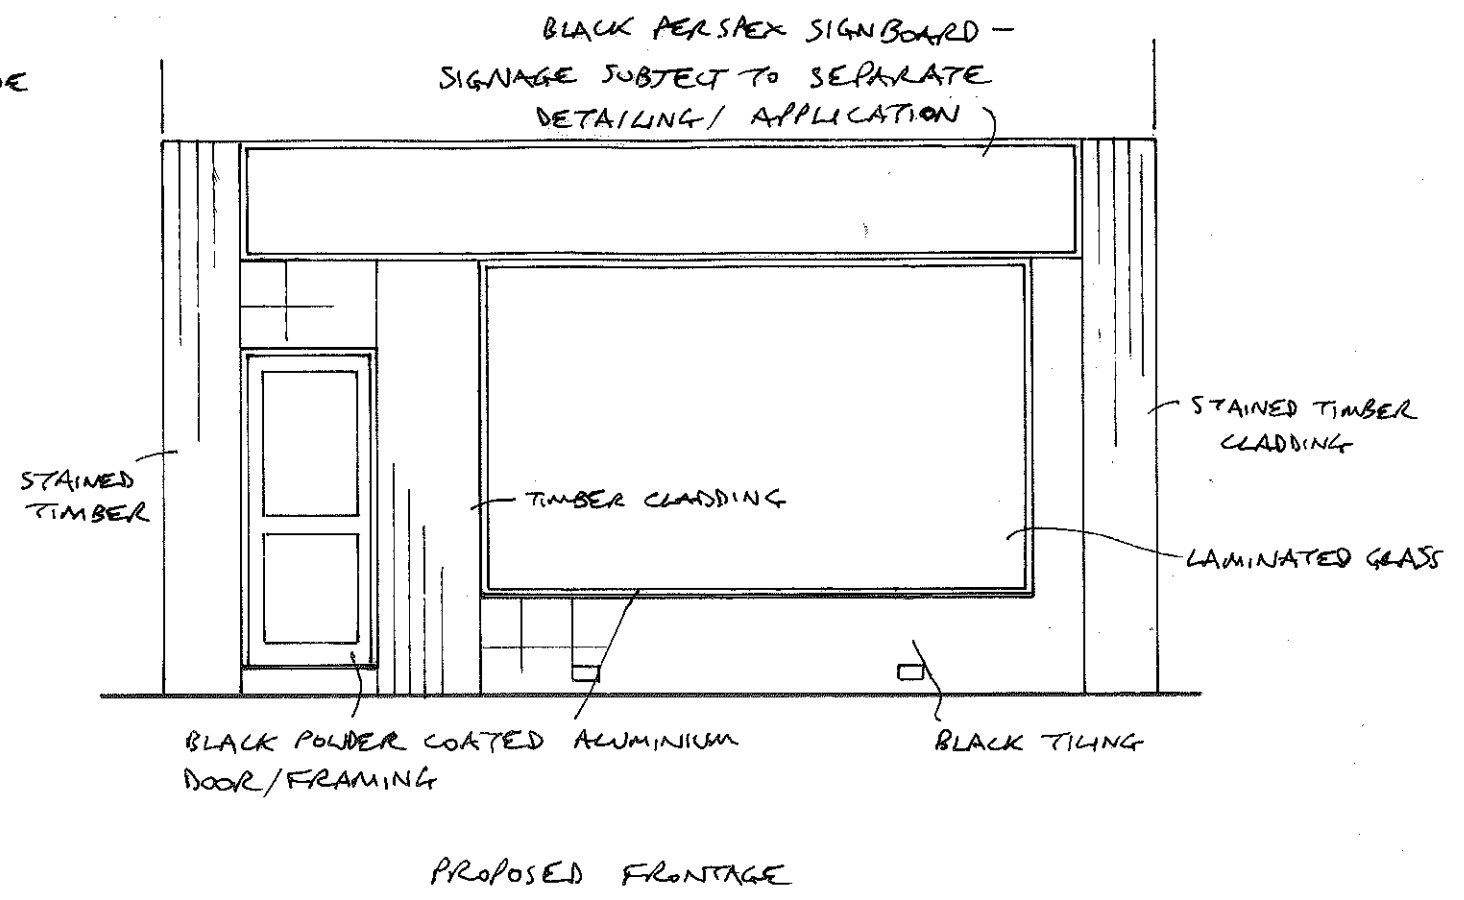 BLACK PERSPEX SIGNBOARD –
SIGNAGE SUBJECT TO SEPARATE
DETAILING / APPLICATION
STAINED
TIMBER
TIMBER CLADDING
STAINED TIMBER
CLADDING
LAMINATED GLASS
BLACK POWDER COATED ALUMINIUM
DOOR/FRAMING
BLACK TILING
PROPOSED FRONTAGE